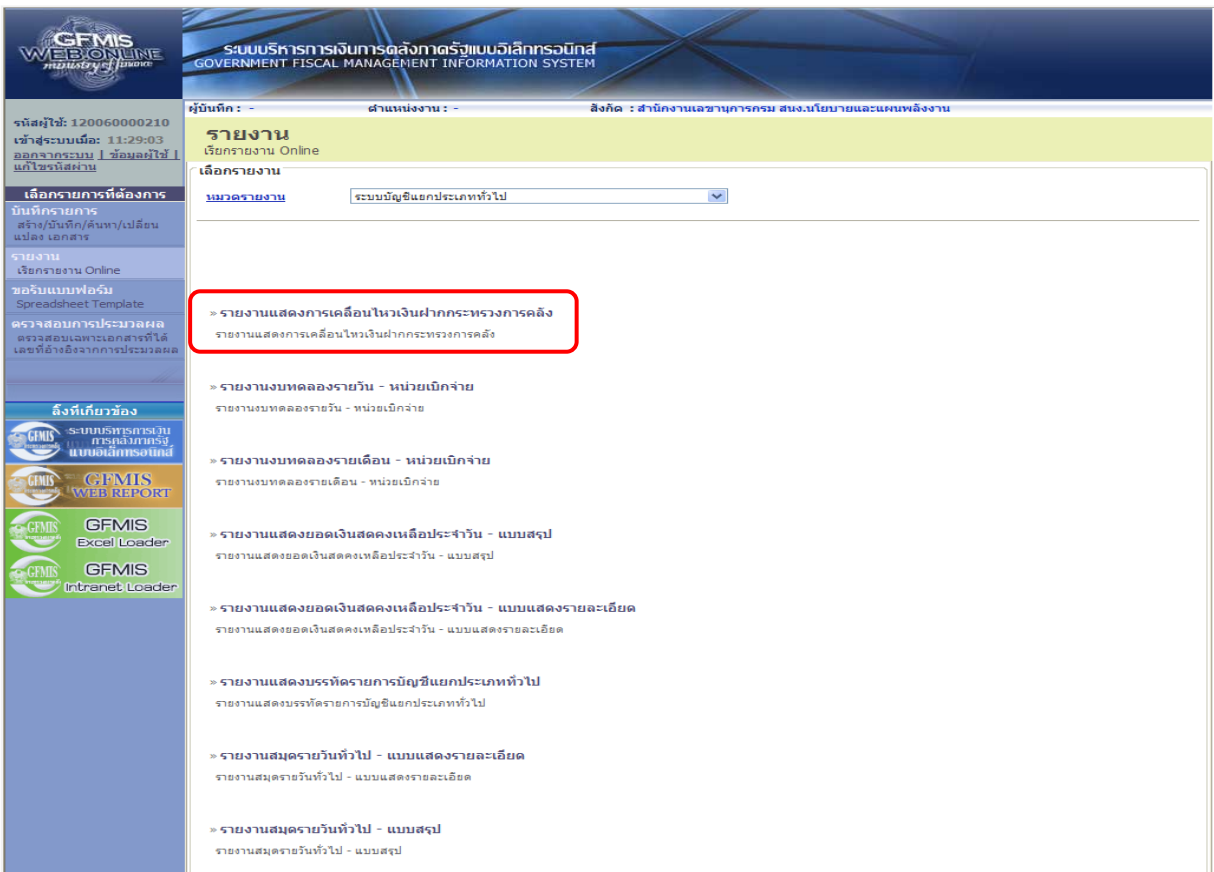 GFMIS
WEB ONLINE
ministry of finance
ระบบบริหารการเงินการคลังภาครัฐแบบอิเล็กทรอนิกส์
GOVERNMENT FISCAL MANAGEMENT INFORMATION SYSTEM
ผู้บันทึก : - ตำแหน่งงาน : - สังกัด : สำนักงานเลขานุการกรม สนง.นโยบายและแผนพลังงาน
รหัสผู้ใช้: 120060000210
เข้าสู่ระบบเมื่อ: 11:29:03
ออกจากระบบ | ข้อมูลผู้ใช้ |
แก้ไขรหัสผ่าน
รายงาน
เรียกรายงาน Online
เลือกรายงาน
หมวดรายงาน ระบบบัญชีแยกประเภททั่วไป
เลือกรายการที่ต้องการ
บันทึกรายการ
สร้าง/บันทึก/ค้นหา/เปลี่ยน
แปลง เอกสาร
รายงาน
เรียกรายงาน Online
ขอรับแบบฟอร์ม
Spreadsheet Template
ตรวจสอบการประมวลผล
ตรวจสอบเฉพาะเอกสารที่ได้
เลขที่อ้างอิงจากการประมวลผล
ลิ้งที่เกี่ยวข้อง
GFMIS ระบบบริหารการเงิน
การคลังภาครัฐ
แบบอิเล็กทรอนิกส์
GFMIS GFMIS
WEB REPORT
GFMIS GFMIS
Excel Loader
GFMIS GFMIS
Intranet Loader
» รายงานแสดงการเคลื่อนไหวเงินฝากกระทรวงการคลัง
รายงานแสดงการเคลื่อนไหวเงินฝากกระทรวงการคลัง
» รายงานงบทดลองรายวัน - หน่วยเบิกจ่าย
รายงานงบทดลองรายวัน - หน่วยเบิกจ่าย
» รายงานงบทดลองรายเดือน - หน่วยเบิกจ่าย
รายงานงบทดลองรายเดือน - หน่วยเบิกจ่าย
» รายงานแสดงยอดเงินสดคงเหลือประจำวัน - แบบสรุป
รายงานแสดงยอดเงินสดคงเหลือประจำวัน - แบบสรุป
» รายงานแสดงยอดเงินสดคงเหลือประจำวัน - แบบแสดงรายละเอียด
รายงานแสดงยอดเงินสดคงเหลือประจำวัน - แบบแสดงรายละเอียด
» รายงานแสดงบรรทัดรายการบัญชีแยกประเภททั่วไป
รายงานแสดงบรรทัดรายการบัญชีแยกประเภททั่วไป
» รายงานสมุดรายวันทั่วไป - แบบแสดงรายละเอียด
รายงานสมุดรายวันทั่วไป - แบบแสดงรายละเอียด
» รายงานสมุดรายวันทั่วไป - แบบสรุป
รายงานสมุดรายวันทั่วไป - แบบสรุป